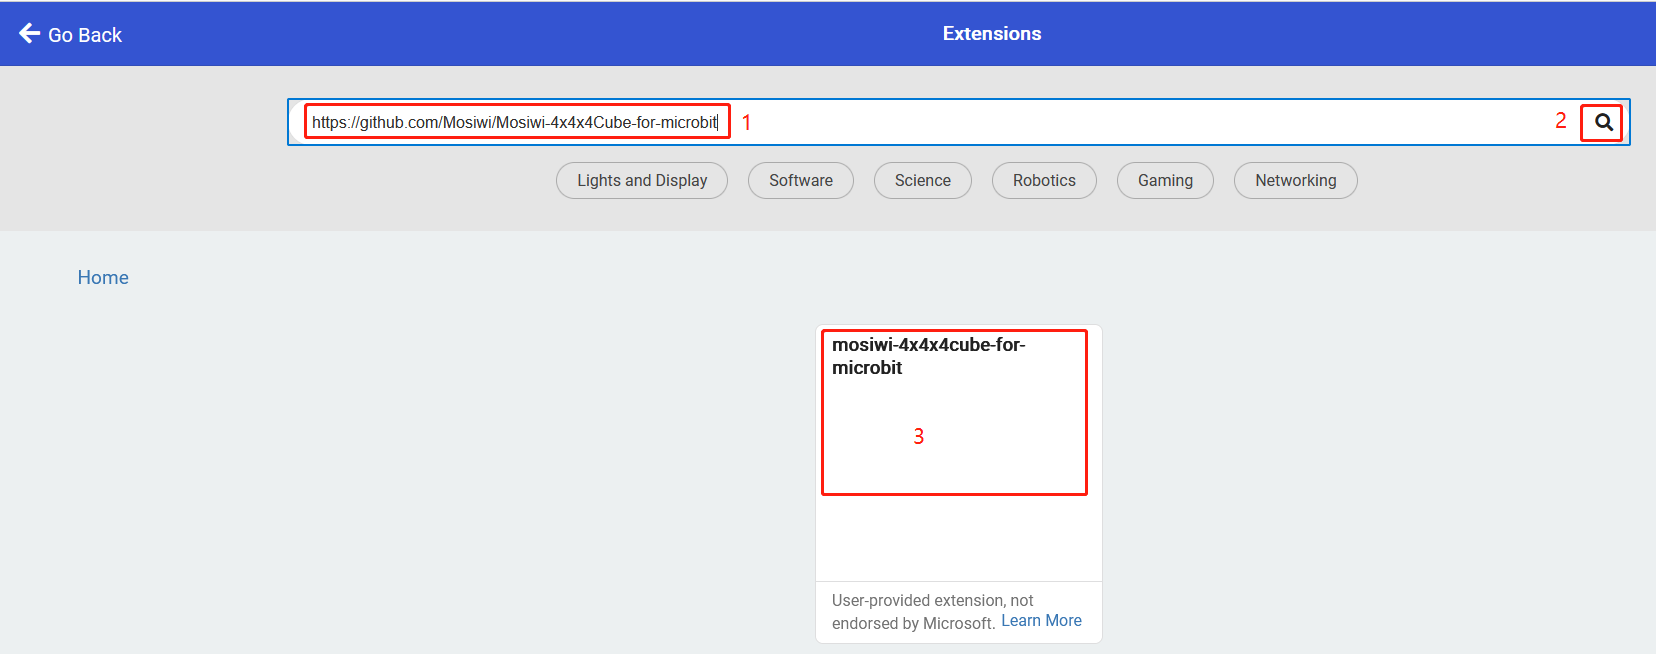 Go Back
Extensions
https://github.com/Mosiwi/Mosiwi-4x4x4Cube-for-microbit 1 2
Lights and Display Software Science Robotics Gaming Networking
Home
mosiwi-4x4x4cube-for-
microbit
3
User-provided extension, not
endorsed by Microsoft. Learn More